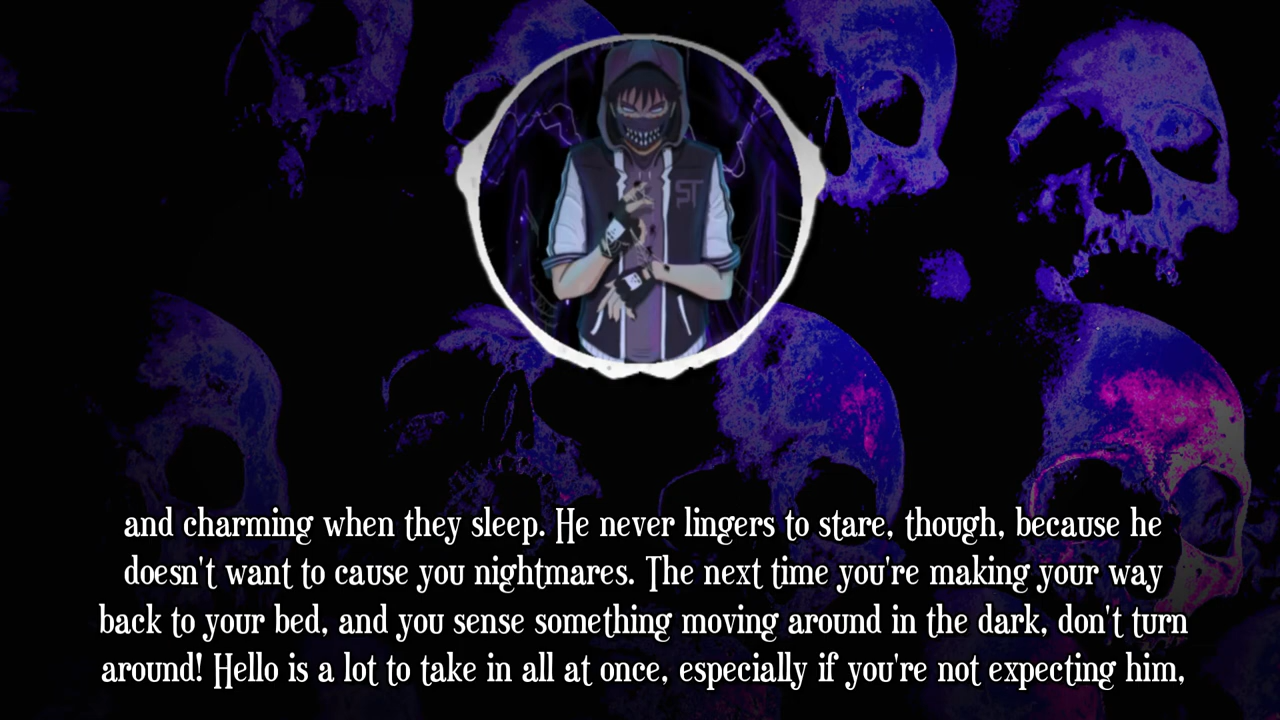 ST
and charming when they sleep. He never lingers to stare, though, because he
doesn't want to cause you nightmares. The next time you're making your way
back to your bed, and you sense something moving around in the dark, don't turn
around! Hello is a lot to take in all at once, especially if you're not expecting him,